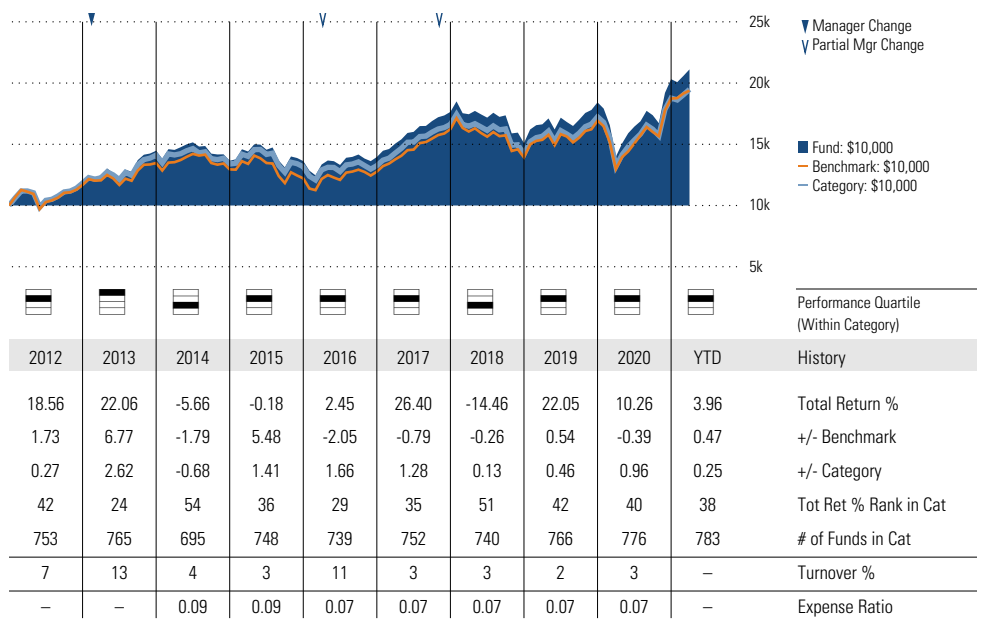 25k
▼ Manager Change
∨ Partial Mgr Change
20k
15k
Fund: $10,000
Benchmark: $10,000
Category: $10,000
10k
5k
Performance Quartile
(Within Category)
2012 2013 2014 2015 2016 2017 2018 2019 2020 YTD History
18.56 22.06 -5.66 -0.18 2.45 26.40 -14.46 22.05 10.26 3.96 Total Return %
1.73 6.77 -1.79 5.48 -2.05 -0.79 -0.26 0.54 -0.39 0.47 +/- Benchmark
0.27 2.62 -0.68 1.41 1.66 1.28 0.13 0.46 0.96 0.25 +/- Category
42 24 54 36 29 35 51 42 40 38 Tot Ret % Rank in Cat
753 765 695 748 739 752 740 766 776 783 # of Funds in Cat
7 13 4 3 11 3 3 2 3 – Turnover %
– – 0.09 0.09 0.07 0.07 0.07 0.07 0.07 – Expense Ratio